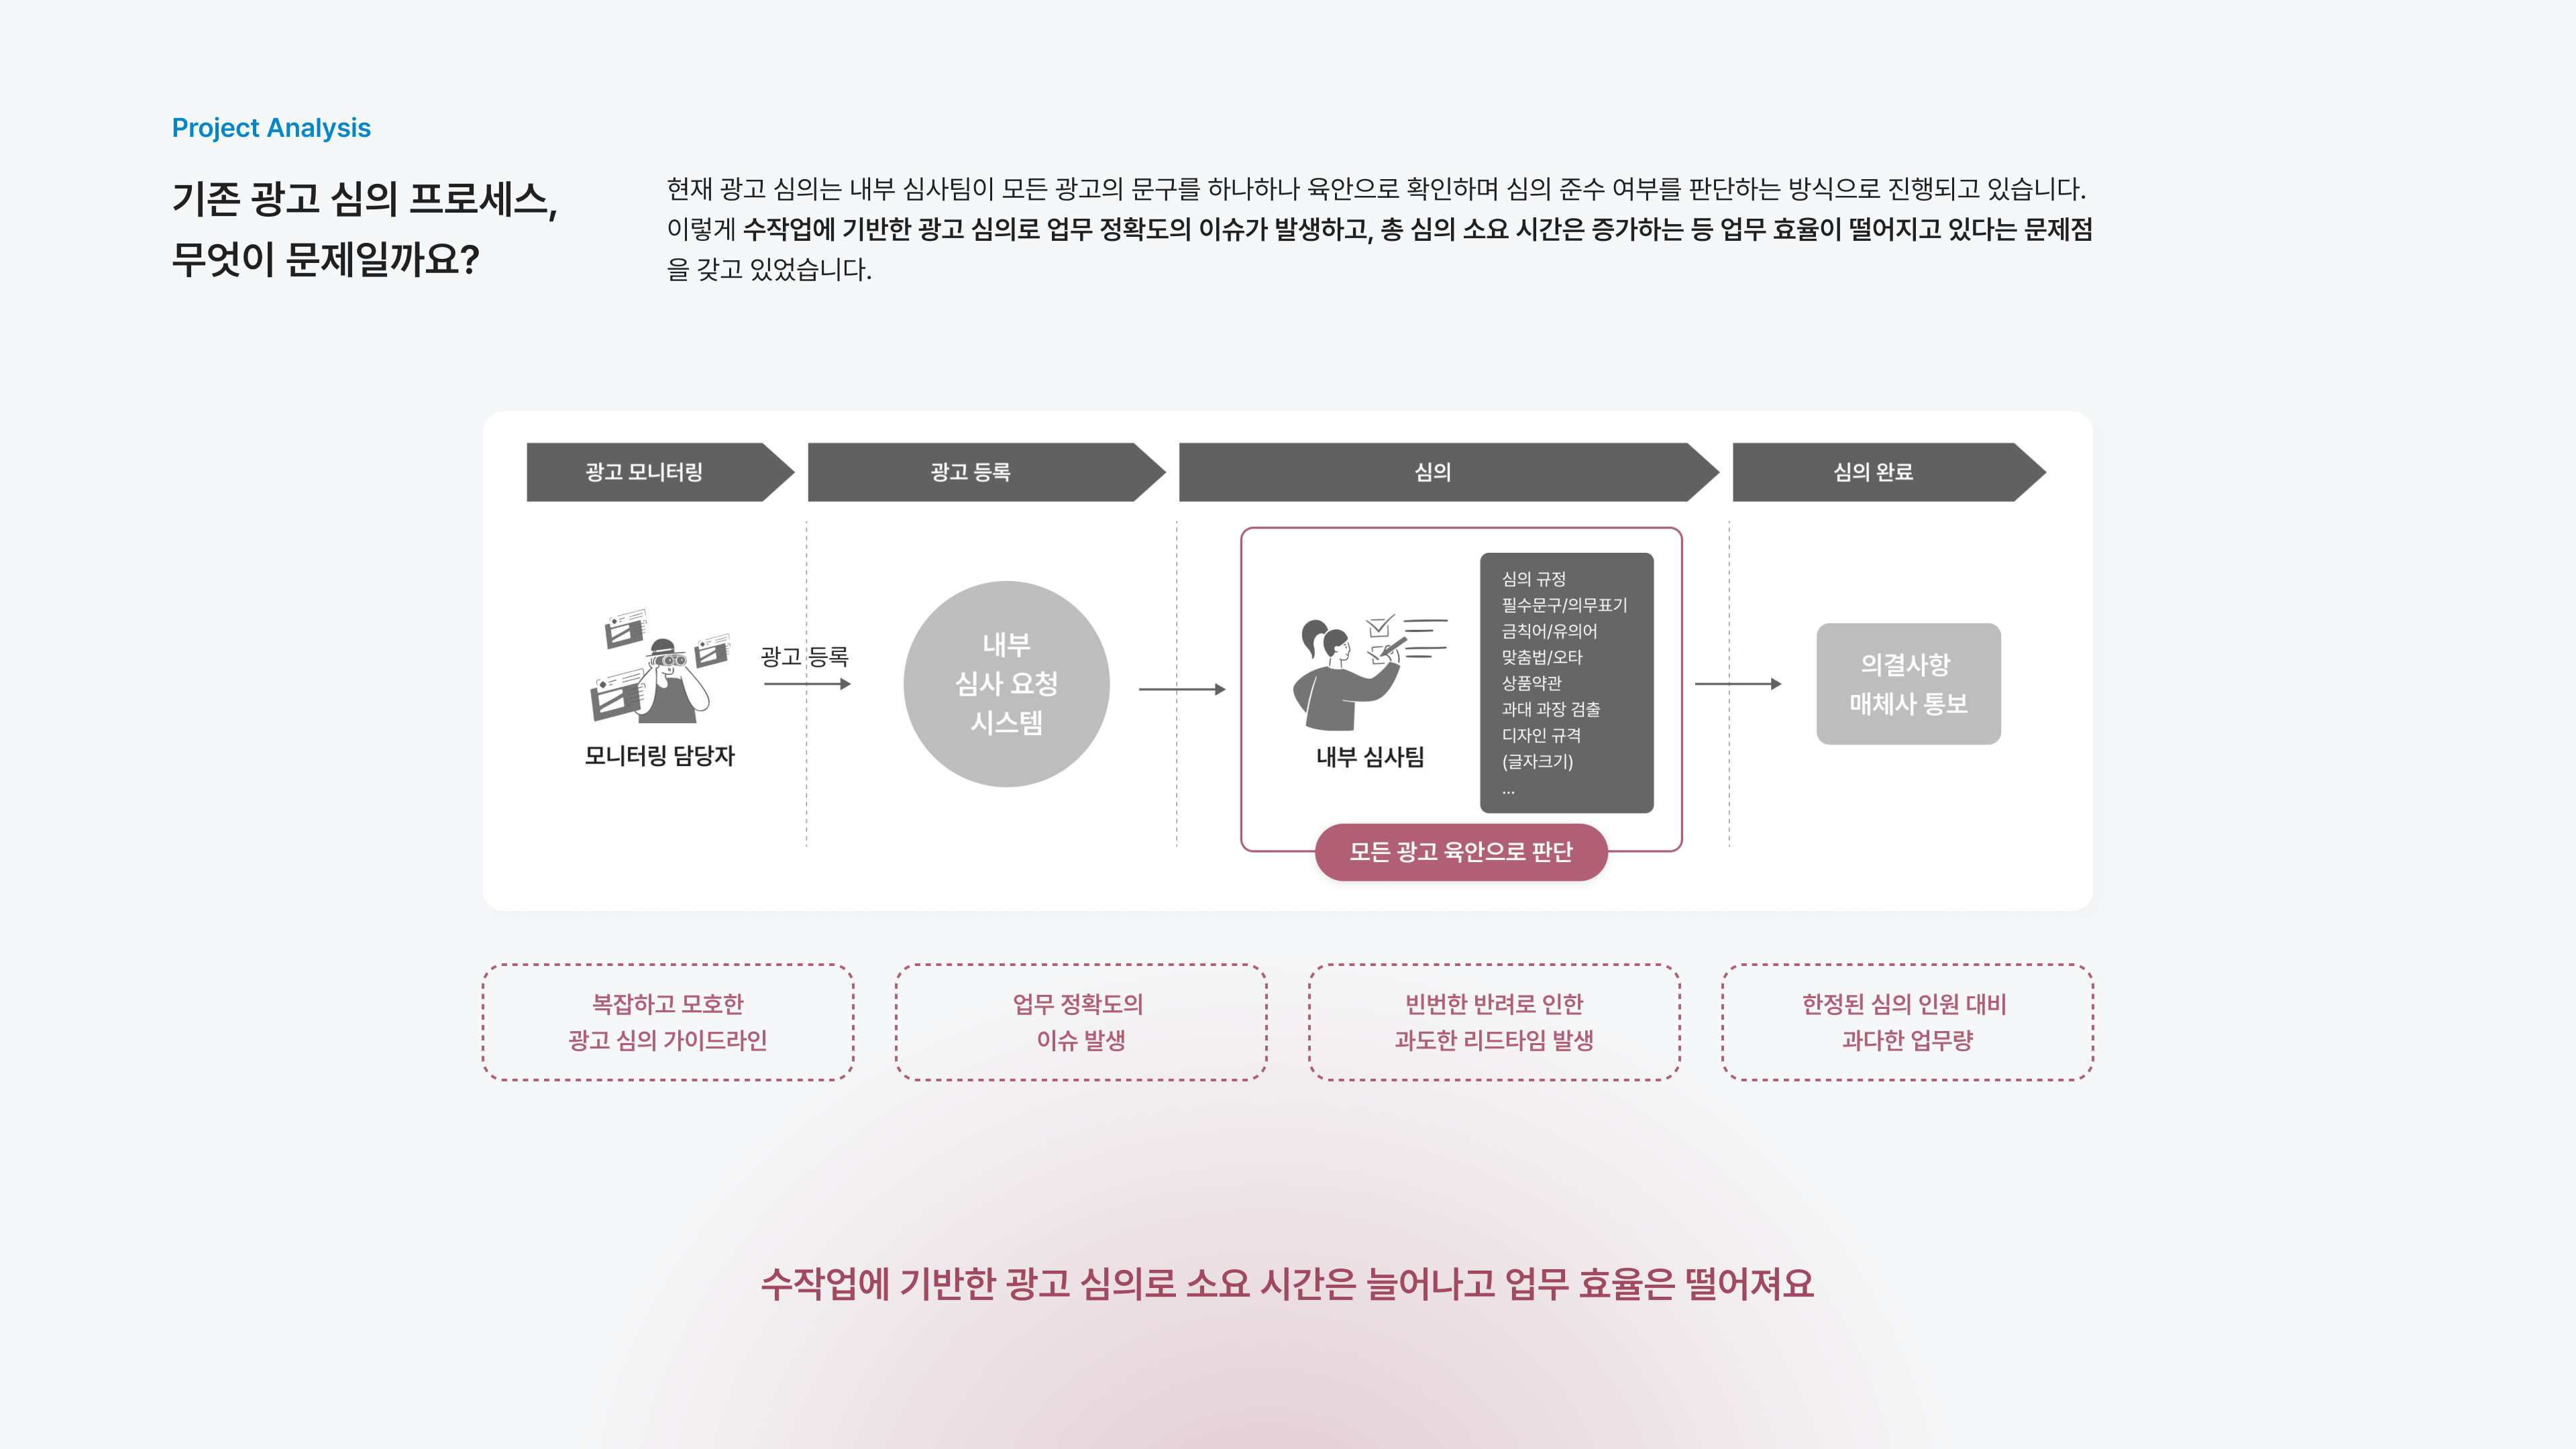 Project Analysis
기존 광고 심의 프로세스,
무엇이 문제일까요?
현재 광고 심의는 내부 심사팀이 모든 광고의 문구를 하나하나 육안으로 확인하며 심의 준수 여부를 판단하는 방식으로 진행되고 있습니다.
이렇게 수작업에 기반한 광고 심의로 업무 정확도의 이슈가 발생하고, 총 심의 소요 시간은 증가하는 등 업무 효율이 떨어지고 있다는 문제점
을 갖고 있었습니다.
광고 모니터링
광고 등록
심의
심의 완료
모니터링 담당자
광고 등록
내부
심사 요청
시스템
내부 심사팀
심의 규정
필수문구/의무표기
금칙어/유의어
맞춤법/오타
상품약관
과대 과장 검출
디자인 규격
(글자크기)
...
모든 광고 육안으로 판단
의결사항
매체사 통보
복잡하고 모호한
광고 심의 가이드라인
업무 정확도의
이슈 발생
빈번한 반려로 인한
과도한 리드타임 발생
한정된 심의 인원 대비
과다한 업무량
수작업에 기반한 광고 심의로 소요 시간은 늘어나고 업무 효율은 떨어져요